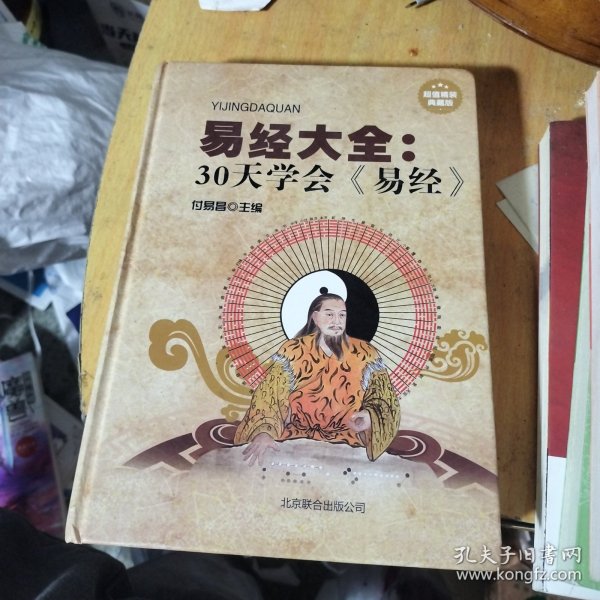 YIJINGDAQUAN
超值精装
典藏版
易经大全：
30天学会《易经》
付易昌◎主编
北京联合出版公司
孔夫子旧书网
www.kongfz.com